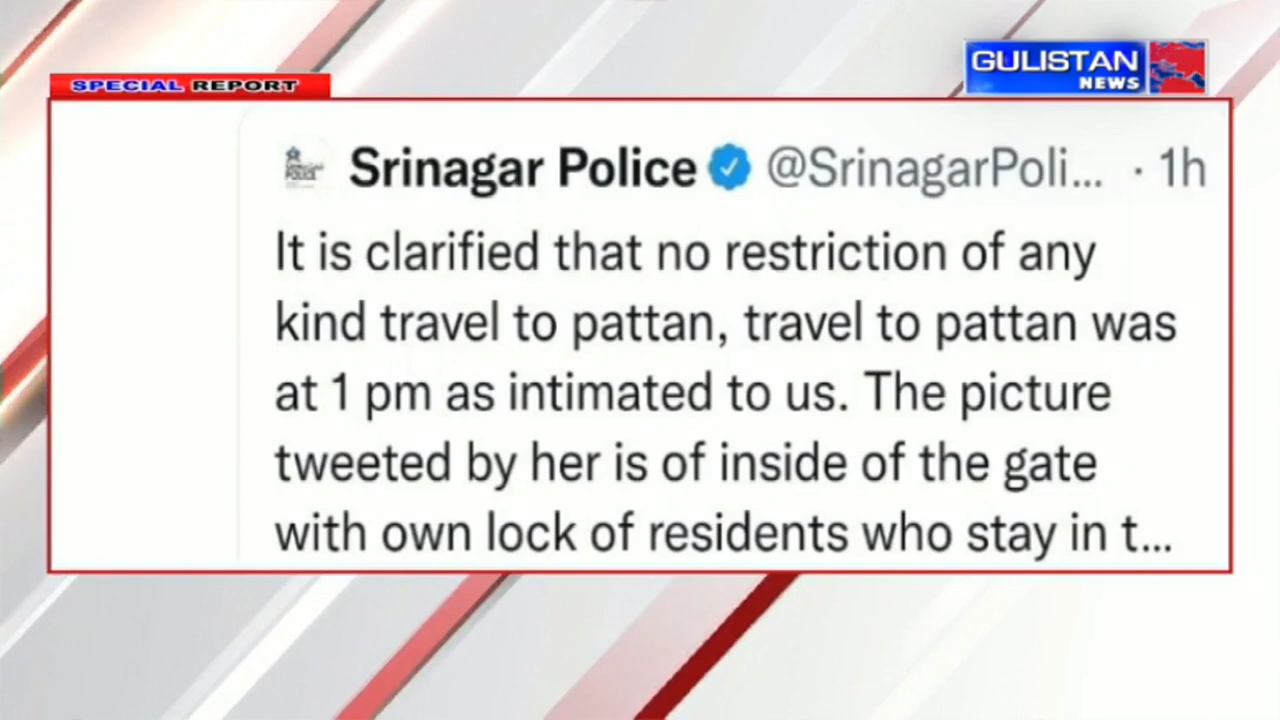 SPECIAL REPORT
GULISTAN
NEWS
Srinagar Police @SrinagarPoli... · 1h
It is clarified that no restriction of any
kind travel to pattan, travel to pattan was
at 1 pm as intimated to us. The picture
tweeted by her is of inside of the gate
with own lock of residents who stay in t...